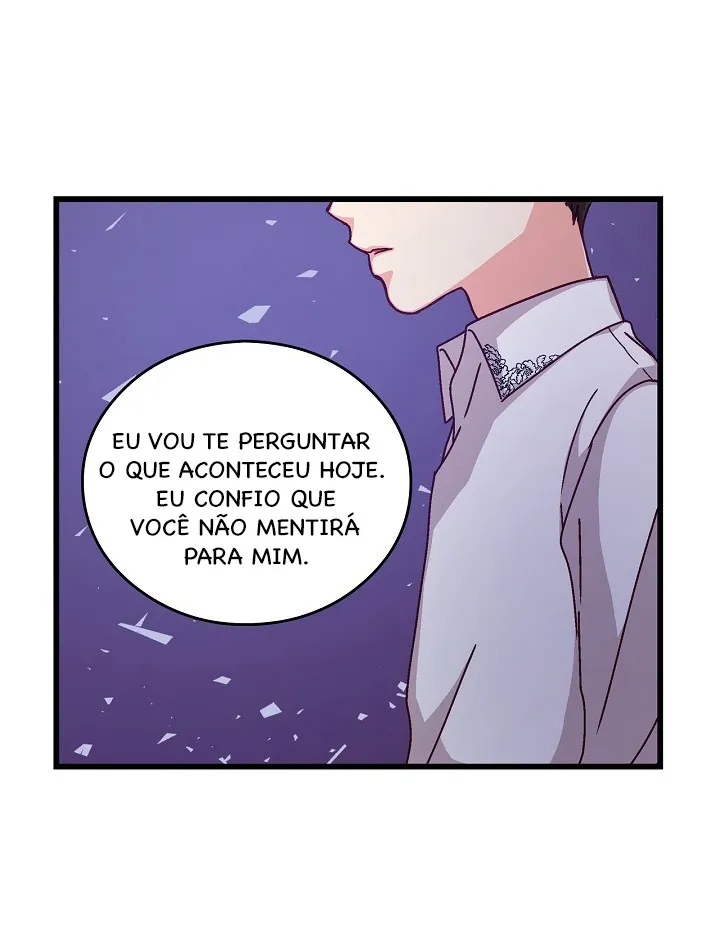 EU VOU TE PERGUNTAR
O QUE ACONTECEU HOJE.
EU CONFIO QUE
VOCÊ NÃO MENTIRÁ
PARA MIM.